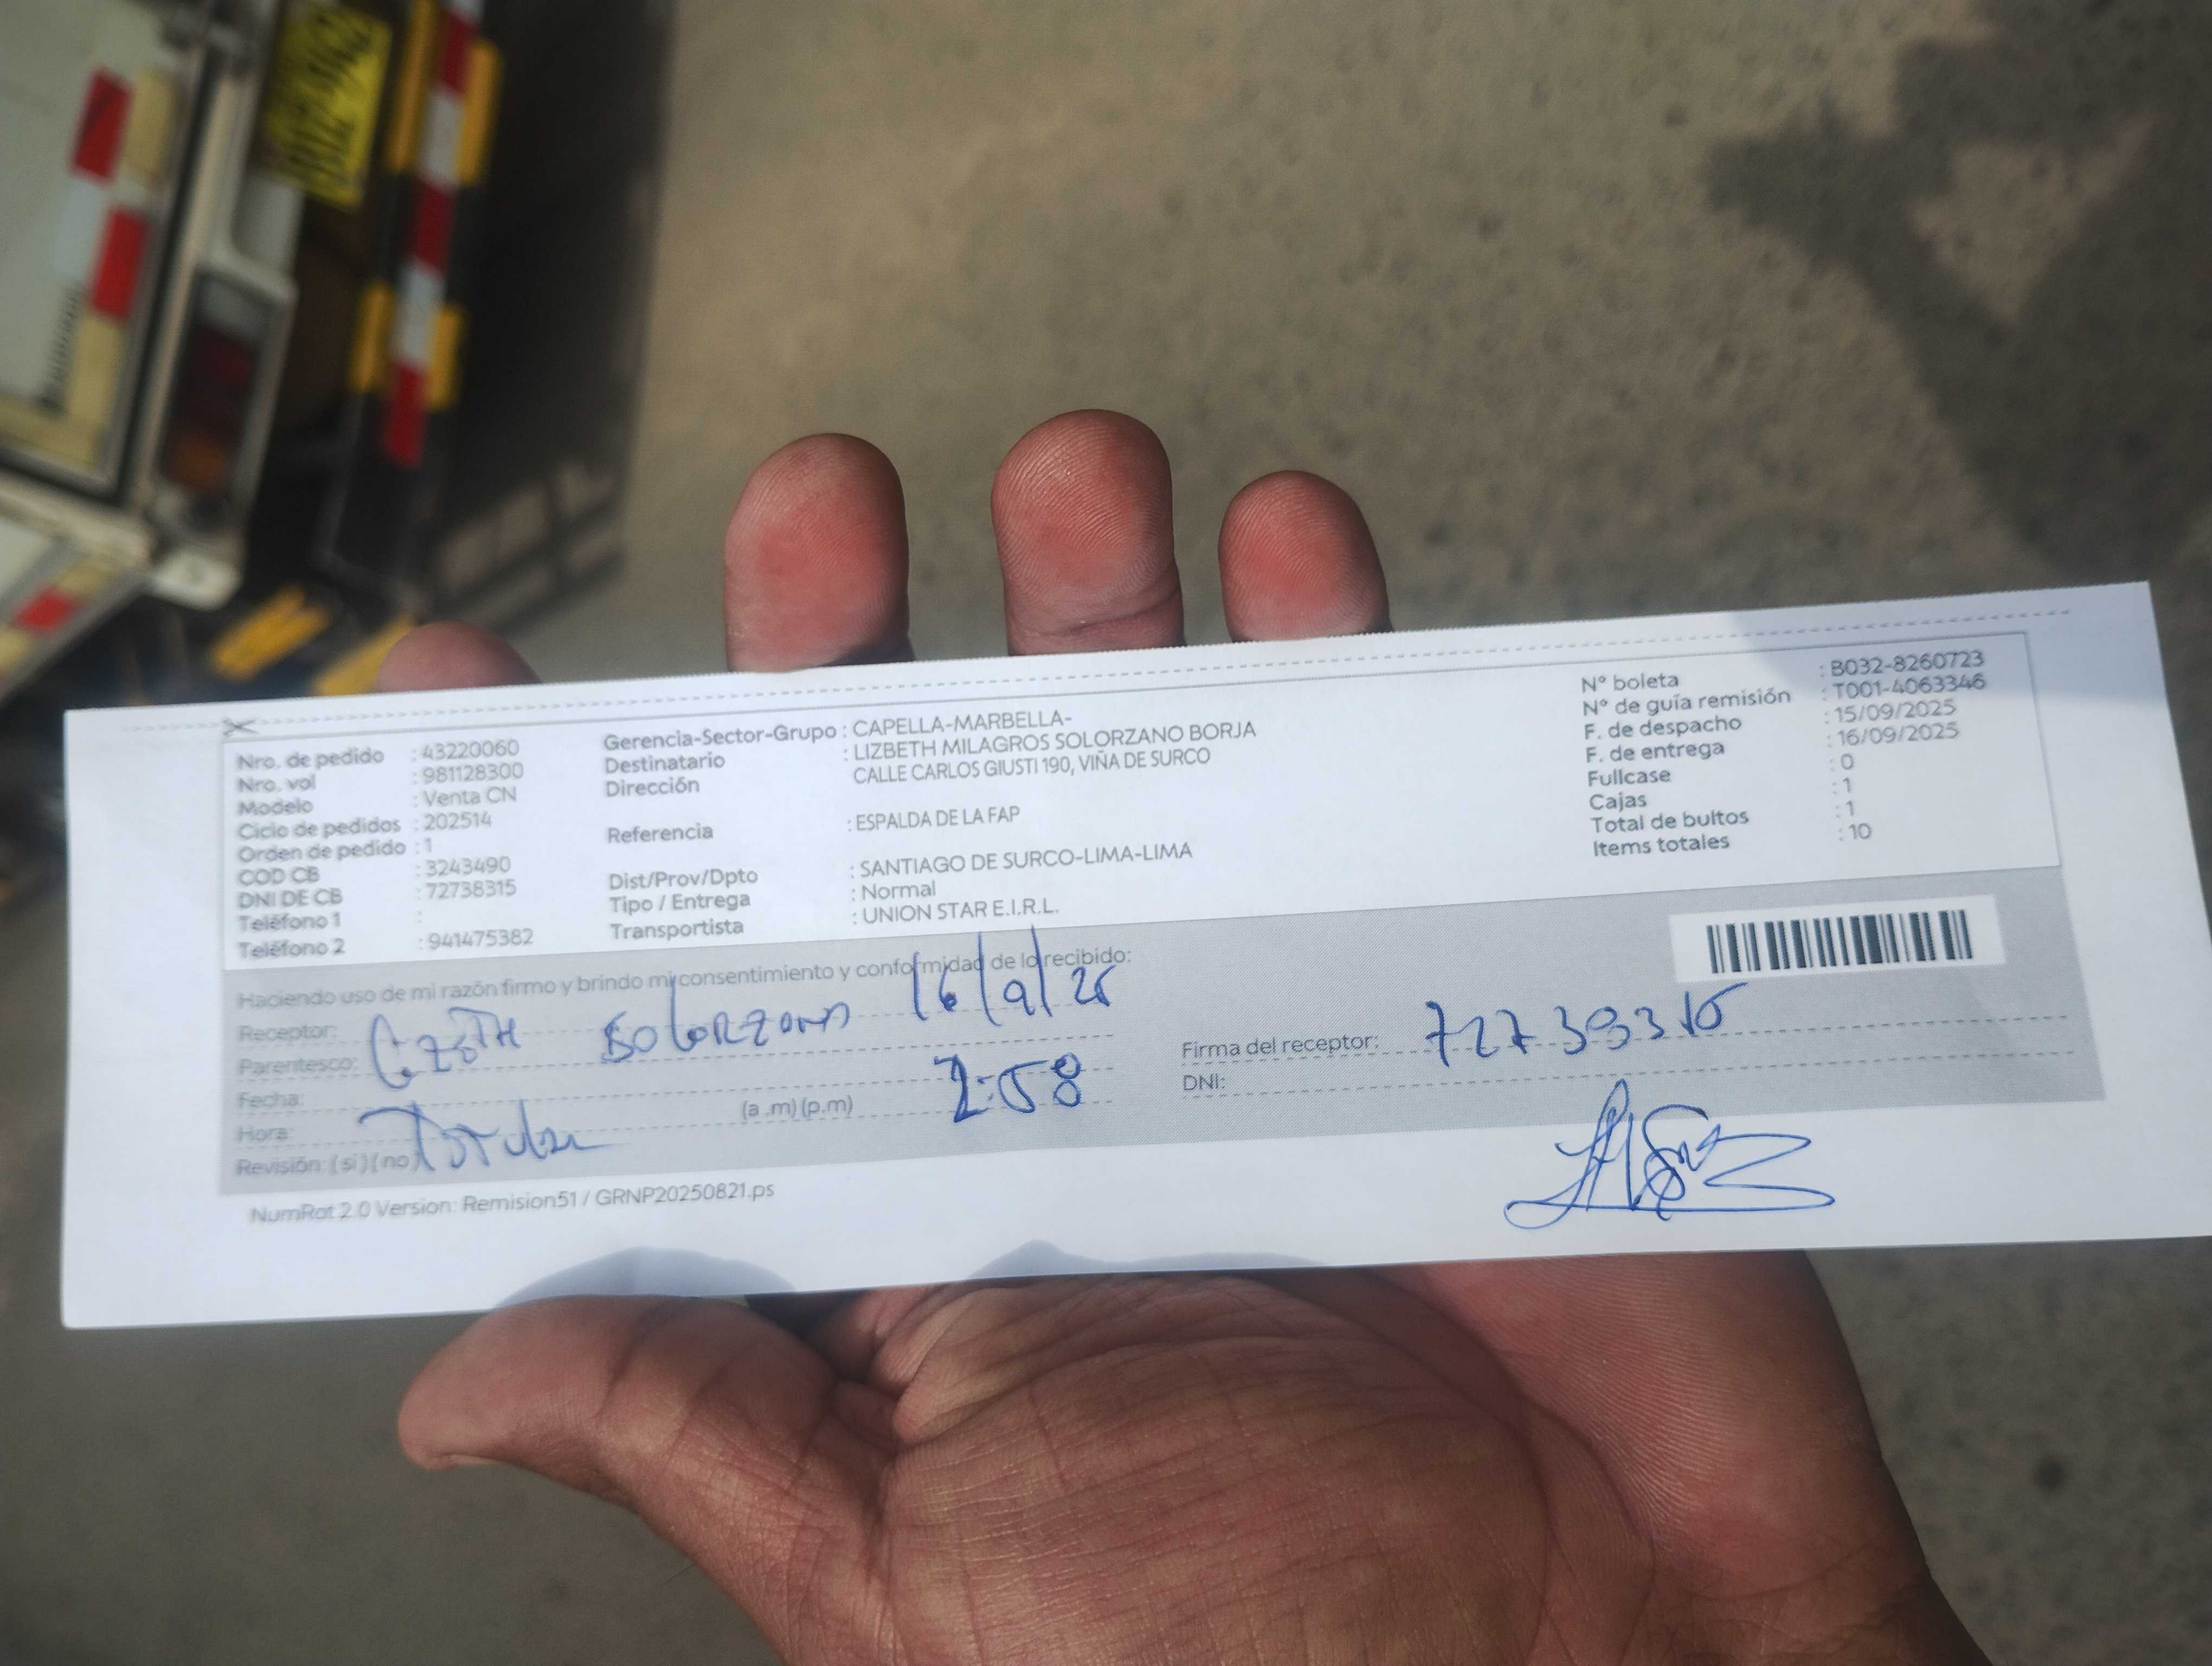 Nro. de pedido : 43220060
Nro. vol : 981128300
Modelo : Venta CN
Ciclo de pedidos : 202514
Orden de pedido : 1
COD CB : 3243490
DNI DE CB : 72738315
Teléfono 1 :
Teléfono 2 : 941475382
Gerencia-Sector-Grupo : CAPELLA-MARBELLA-
Destinatario : LIZBETH MILAGROS SOLORZANO BORJA
Dirección CALLE CARLOS GIUSTI 190, VIÑA DE SURCO
Referencia : ESPALDA DE LA FAP
Dist/Prov/Dpto : SANTIAGO DE SURCO-LIMA-LIMA
Tipo / Entrega : Normal
Transportista : UNION STAR E.I.R.L.
Nº boleta : B032-8260723
Nº de guía remisión : T001-4063346
F. de despacho : 15/09/2025
F. de entrega : 16/09/2025
Fullcase : 0
Cajas : 1
Total de bultos : 1
Items totales : 10
Haciendo uso de mi razón firmo y brindo mi consentimiento y conformidad de lo recibido:
Receptor: Solorzano 16/9/25
Parentesco:
Fecha:
Hora: (a .m) (p.m) 2:58
Revisión: (si) (no)
Firma del receptor:
DNI:
NumRot 2.0 Version: Remision51 / GRNP20250821.ps